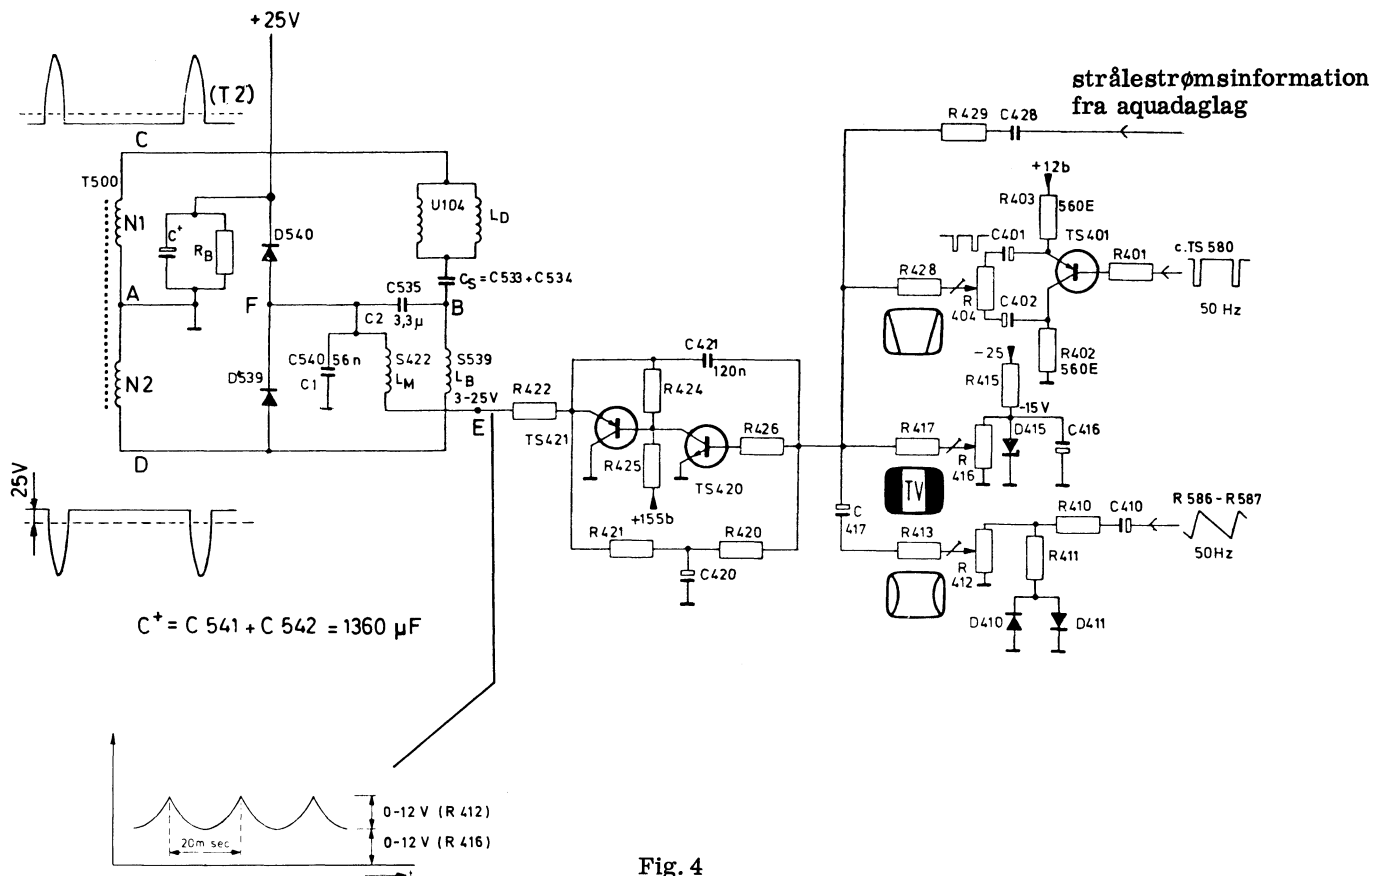 +25V
(T2)
strålestrømsinformation
fra aquadaglag
C
R429
C428
T500
+12b
R403
560E
U104
LD
N1
C+
RB
D540
C401
TS401
c.TS 580
R401
R428
CS = C533+C534
A
F
C535
B
R
404
C402
50 Hz
C2
3,3µ
C421
-25
R402
560E
C540
56n
S422
S539
120n
R415
N2
D539
C1
LM
LB
R422
R424
3-25V
-15V
E
TS421
R426
R417
D415
C416
D
R425
R
416
TV
TS420
25V
+155b
C
417
R410
C410
R586-R587
R421
R420
R413
50Hz
C420
R
412
R411
C+ = C 541 + C 542 = 1360 µF
D410
D411
0-12 V (R 412)
20m sec
0-12 V (R 416)
t
Fig. 4